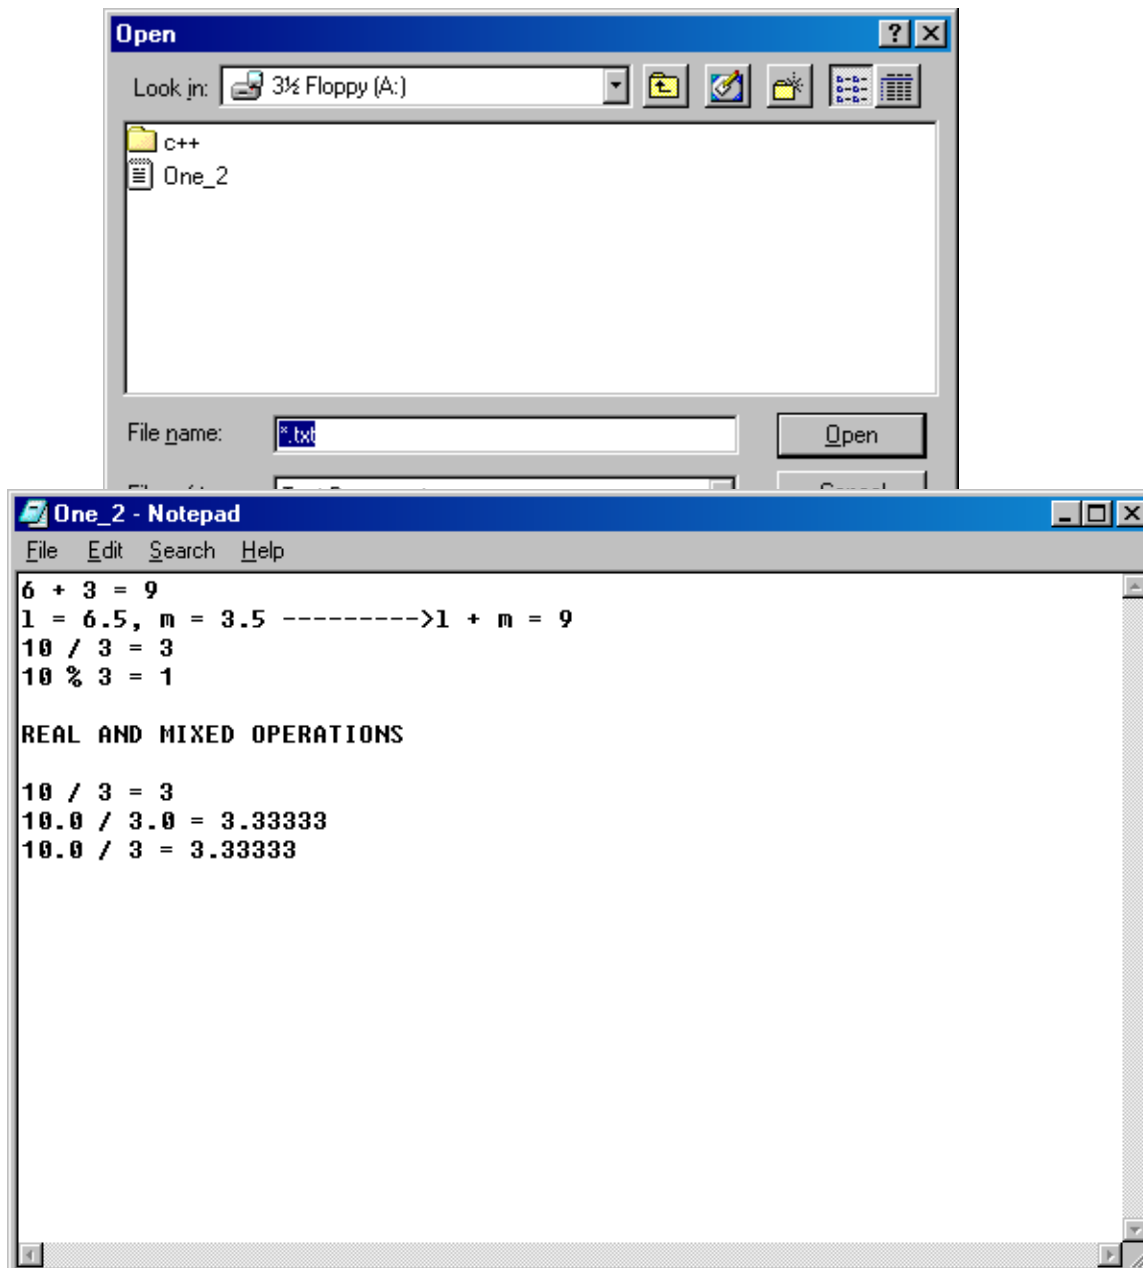 Open
Look in: 3½ Floppy (A:)
c++
One_2
File name: *.txt Open
One_2 - Notepad
File Edit Search Help
6 + 3 = 9
l = 6.5, m = 3.5 --------->l + m = 9
10 / 3 = 3
10 % 3 = 1
REAL AND MIXED OPERATIONS
10 / 3 = 3
10.0 / 3.0 = 3.33333
10.0 / 3 = 3.33333